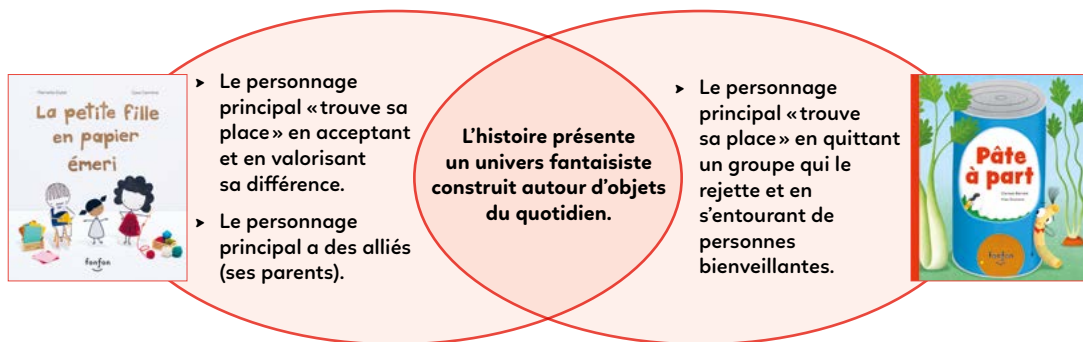 La petite fille
en papier
émeri
fonfon
➤ Le personnage
principal «trouve sa
place» en acceptant
et en valorisant
sa différence.
➤ Le personnage
principal a des alliés
(ses parents).
L'histoire présente
un univers fantaisiste
construit autour d'objets
du quotidien.
➤ Le personnage
principal «trouve
sa place» en quittant
un groupe qui le
rejette et en
s'entourant de
personnes
bienveillantes.
Pâte
à part
fonfon